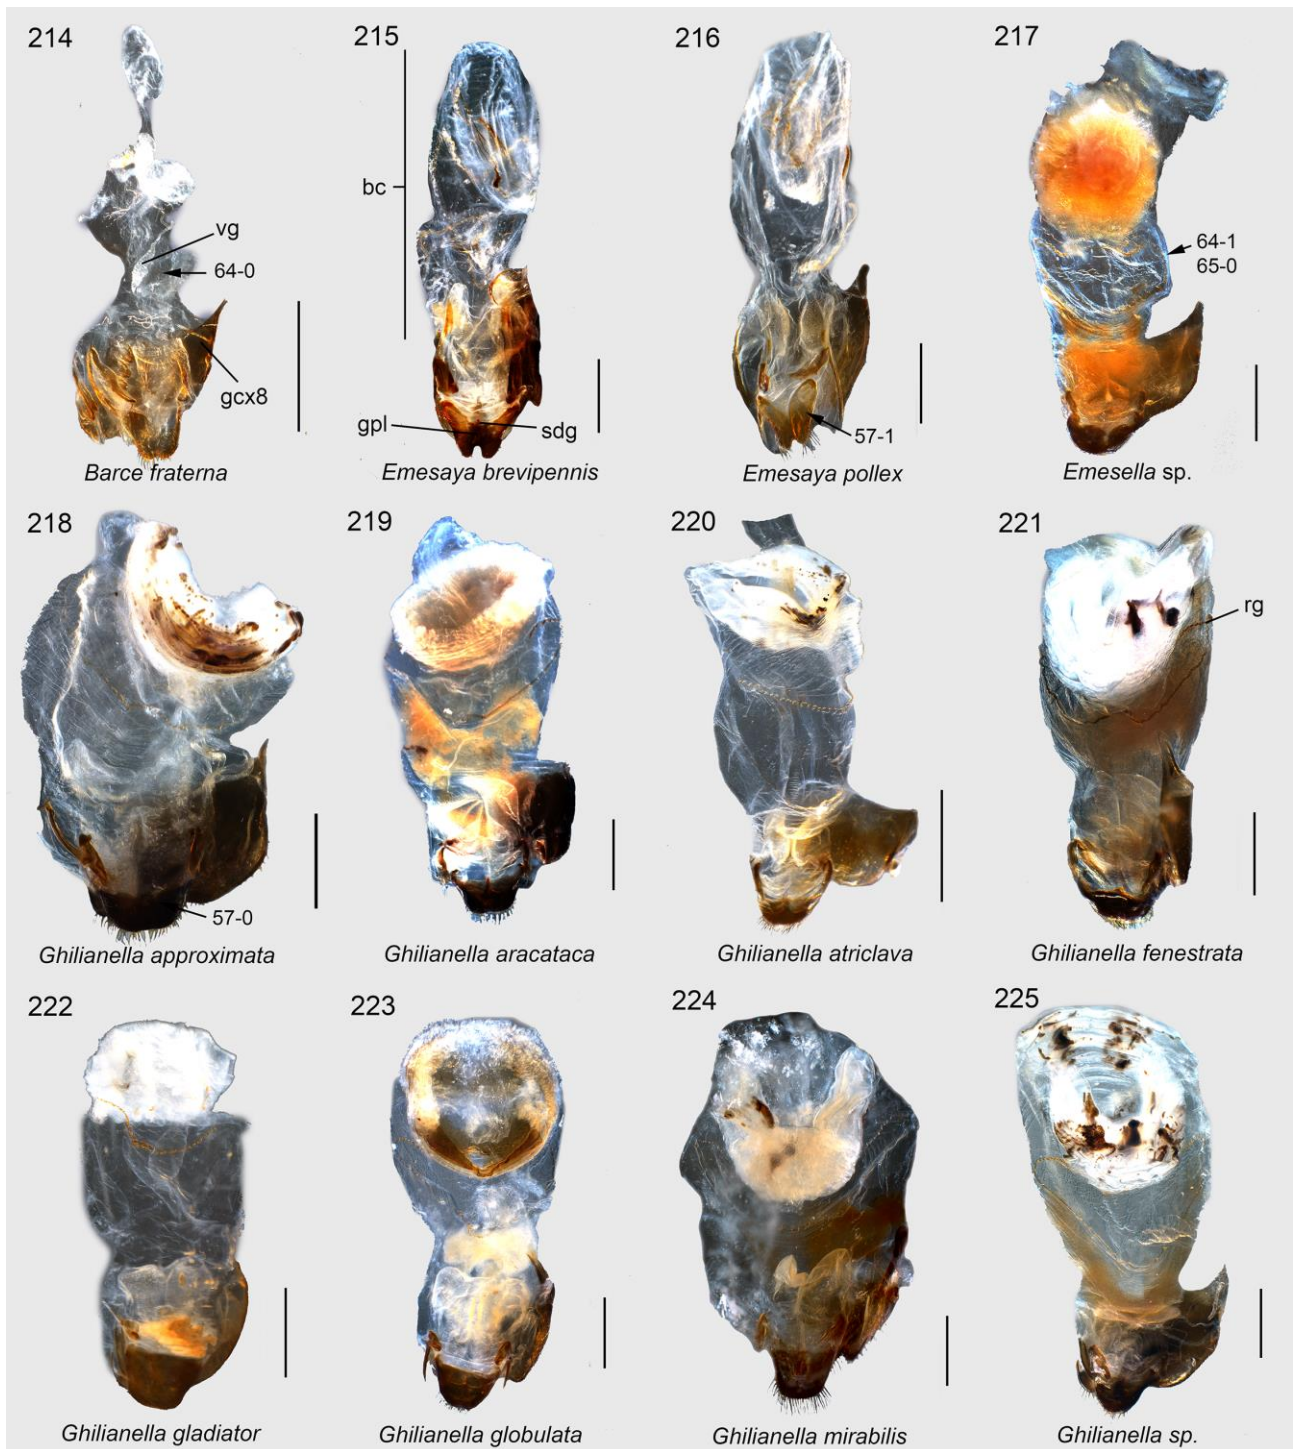 214
215
216
217
bc
vg
64-0
64-1
65-0
gcx8
gpl
sdg
57-1
Barce fraterna
Emesaya brevipennis
Emesaya pollex
Emesella sp.
218
219
220
221
rg
57-0
Ghilianella approximata
Ghilianella aracataca
Ghilianella atriclava
Ghilianella fenestrata
222
223
224
225
Ghilianella gladiator
Ghilianella globulata
Ghilianella mirabilis
Ghilianella sp.